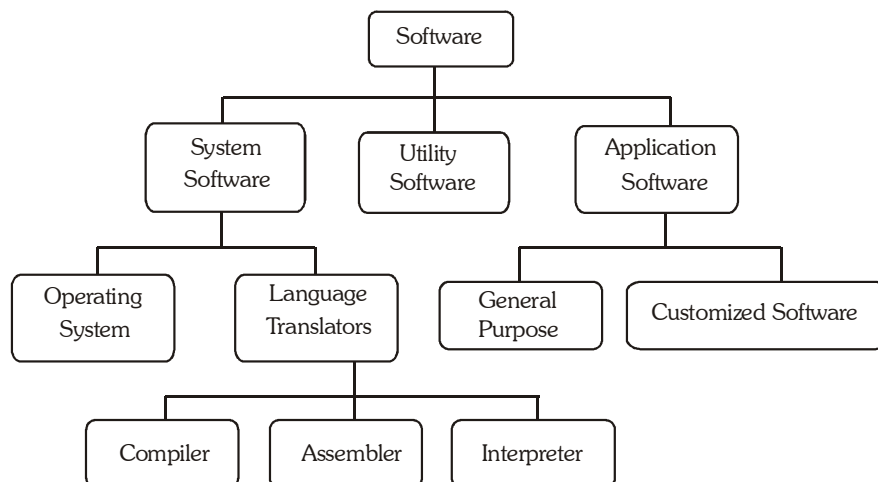 Software
System
Software
Utility
Software
Application
Software
Operating
System
Language
Translators
General
Purpose
Customized Software
Compiler
Assembler
Interpreter